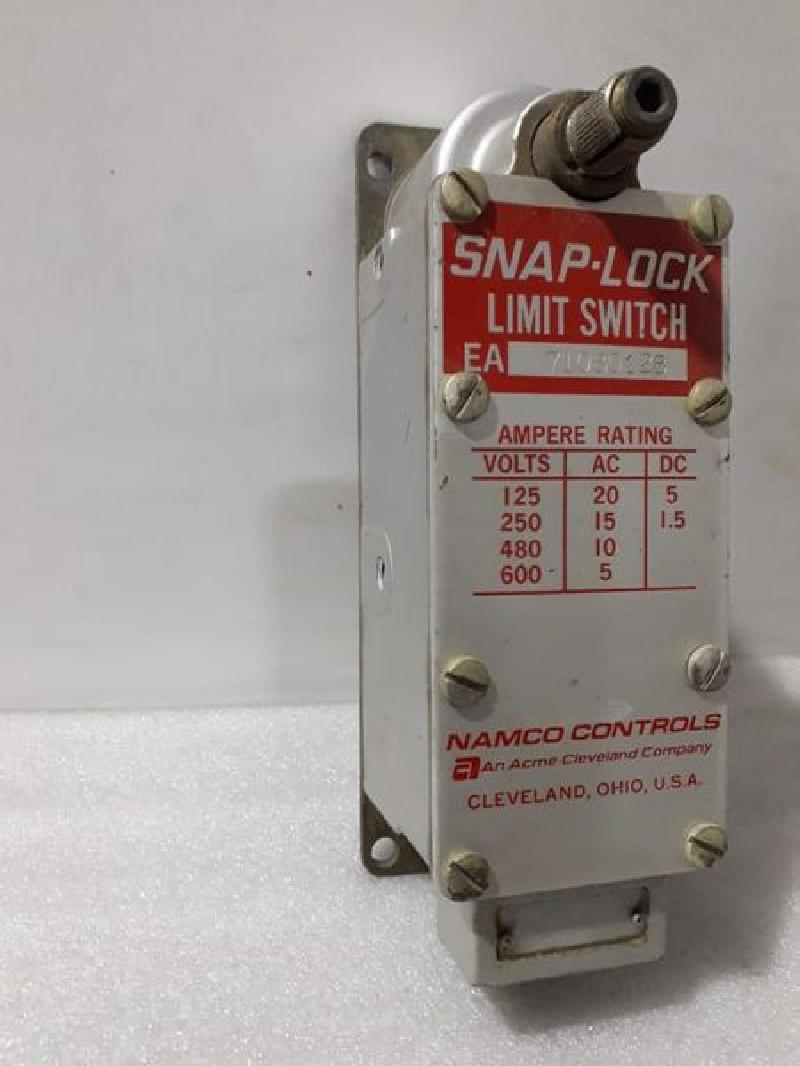 SNAP-LOCK
LIMIT SWITCH
EA
AMPERE RATING
VOLTS AC DC
125 20 5
250 15 1.5
480 10
600 5
NAMCO CONTROLS
An Acme Cleveland Company
CLEVELAND, OHIO, U.S.A.